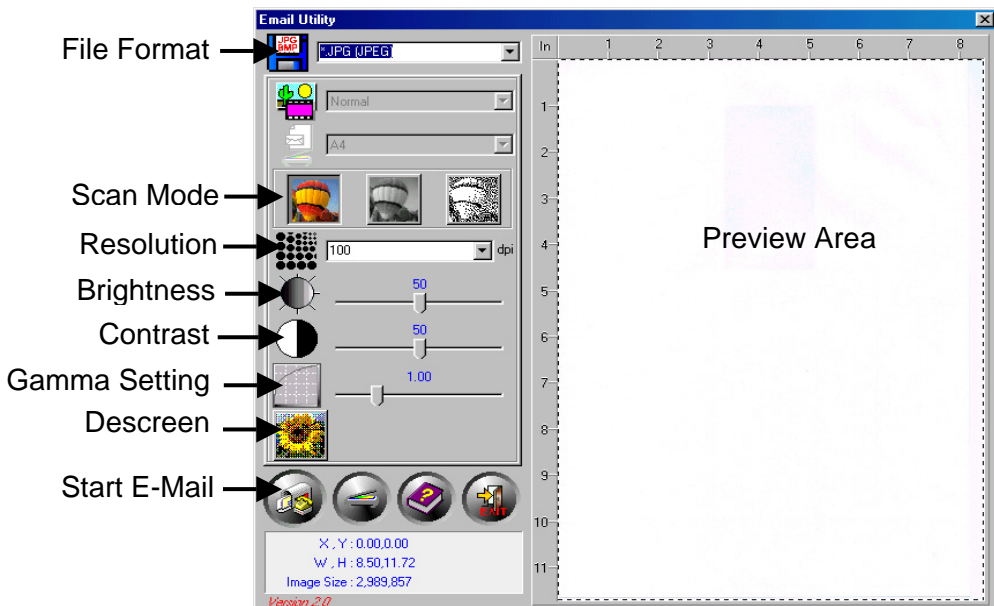 Email Utility
File Format
JPG
BMP
*.JPG (JPEG)
Normal
A4
Scan Mode
Resolution
100
dpi
Brightness
50
Contrast
50
Gamma Setting
1.00
Descreen
Start E-Mail
?
EXIT
X , Y : 0.00,0.00
W , H : 8.50,11.72
Image Size : 2,989,857
Version 2.0
In 1 2 3 4 5 6 7 8
1
2
3
4
5
6
7
8
9
10
11
Preview Area